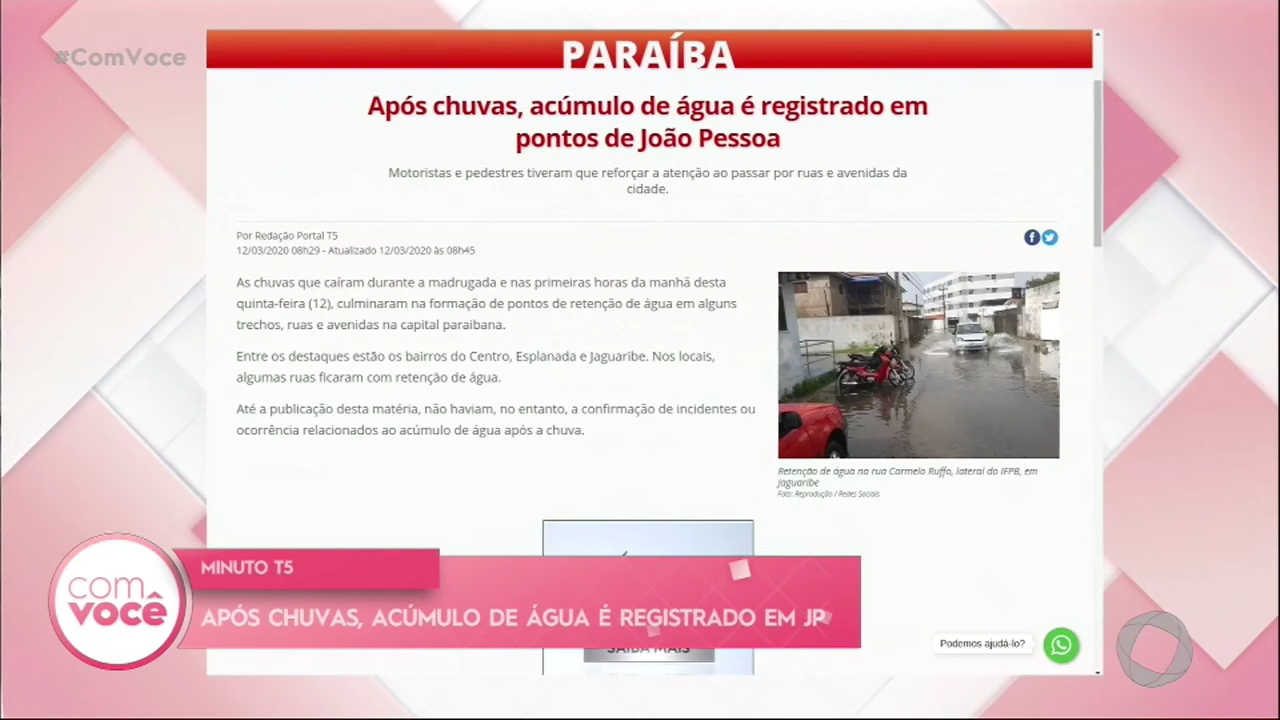 #ComVoce
PARAÍBA
Após chuvas, acúmulo de água é registrado em
pontos de João Pessoa
Motoristas e pedestres tiveram que reforçar a atenção ao passar por ruas e avenidas da
cidade.
Por Redação Portal T5
12/03/2020 08h29 - Atualizado 12/03/2020 às 08h45
As chuvas que caíram durante a madrugada e nas primeiras horas da manhã desta
quinta-feira (12), culminaram na formação de pontos de retenção de água em alguns
trechos, ruas e avenidas na capital paraibana.
Entre os destaques estão os bairros do Centro, Esplanada e Jaguaribe. Nos locais,
algumas ruas ficaram com retenção de água.
Até a publicação desta matéria, não haviam, no entanto, a confirmação de incidentes ou
ocorrência relacionados ao acúmulo de água após a chuva.
Retenção de água na rua Carmelo Ruffo, lateral do IFPB, em
Jaguaribe
Foto: Reprodução / Redes Sociais
MINUTO T5
com
você
APÓS CHUVAS, ACÚMULO DE ÁGUA É REGISTRADO EM JP
SAIBA MAIS
Podemos ajudá-lo?